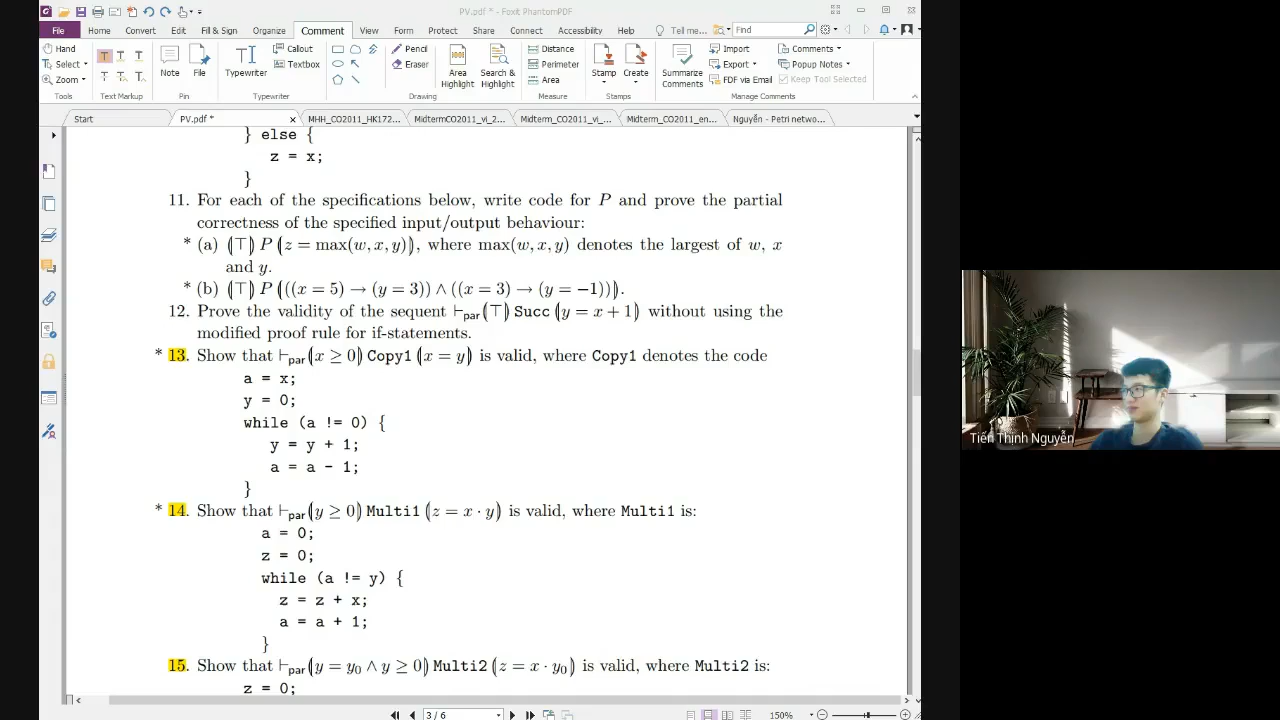 PV.pdf * - Foxit PhantomPDF
File Home Convert Edit Fill Sign Organize Comment View Form Protect Share Connect Accessibility Help Tell me... Find
Hand
Select
Zoom
Tools
Text Markup
Note
File
Pin
Typewriter
Callout
Textbox
Typewriter
Pencil
Eraser
Drawing
Area Highlight
Search & Highlight
Distance
Perimeter
Area
Measure
Stamp
Create
Stamps
Summarize Comments
Import
Export
FDF via Email
Comments
Popup Notes
Keep Tool Selected
Manage Comments
Start PV.pdf * MHH_CO2011_HK172... MidtermCO2011_vi_2... Midterm_CO2011_vi_... Midterm_CO2011_en... Nguyễn - Petri netwo...
} else {
z = x;
}
11. For each of the specifications below, write code for P and prove the partial
correctness of the specified input/output behaviour:
* (a) ⦇⊤⦈ P ⦇z = max(w, x, y)⦈, where max(w, x, y) denotes the largest of w, x
and y.
* (b) ⦇⊤⦈ P ⦇((x = 5) → (y = 3)) ∧ ((x = 3) → (y = −1))⦈.
12. Prove the validity of the sequent ⊢par ⦇⊤⦈ Succ ⦇y = x + 1⦈ without using the
modified proof rule for if-statements.
* 13. Show that ⊢par ⦇x ≥ 0⦈ Copy1 ⦇x = y⦈ is valid, where Copy1 denotes the code
a = x;
y = 0;
while (a != 0) {
y = y + 1;
a = a - 1;
}
* 14. Show that ⊢par ⦇y ≥ 0⦈ Multi1 ⦇z = x · y⦈ is valid, where Multi1 is:
a = 0;
z = 0;
while (a != y) {
z = z + x;
a = a + 1;
}
15. Show that ⊢par ⦇y = y0 ∧ y ≥ 0⦈ Multi2 ⦇z = x · y0⦈ is valid, where Multi2 is:
z = 0;
3 / 6
150%
Tiến Thịnh Nguyễn